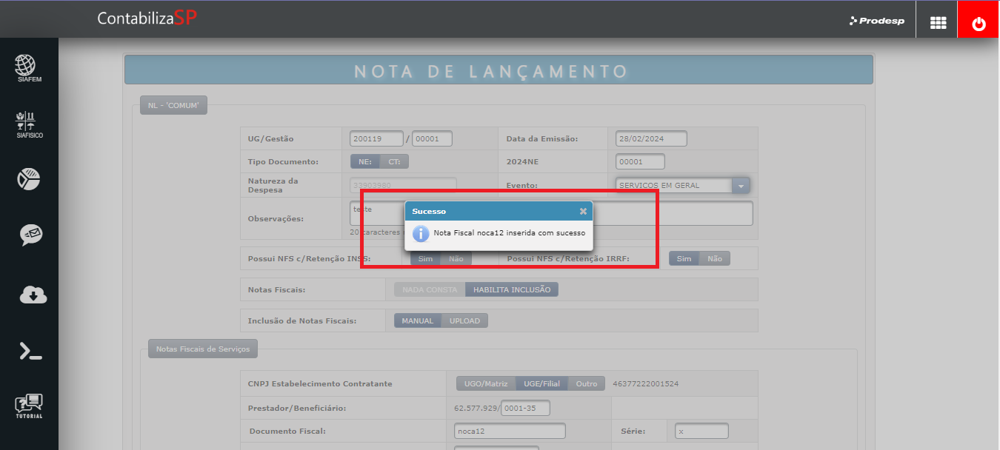 ContabilizaSP
Prodesp
SIAFEM
SIAFISICO
TUTORIAL
NOTA DE LANÇAMENTO
NL - 'COMUM'
UG/Gestão 200119 / 00001 Data da Emissão: 28/02/2024
Tipo Documento: NE: CT: 2024NE 00001
Natureza da Despesa 33903980 Evento: SERVICOS EM GERAL
Observações: teste
20 caracteres
Sucesso
Nota Fiscal noca12 inserida com sucesso
Possui NFS c/Retenção INSS: Sim Não Possui NFS c/Retenção IRRF: Sim Não
Notas Fiscais: NADA CONSTA HABILITA INCLUSÃO
Inclusão de Notas Fiscais: MANUAL UPLOAD
Notas Fiscais de Serviços
CNPJ Estabelecimento Contratante UGO/Matriz UGE/Filial Outro 46377222001524
Prestador/Beneficiário: 62.577.929/ 0001-35
Documento Fiscal: noca12 Série: x